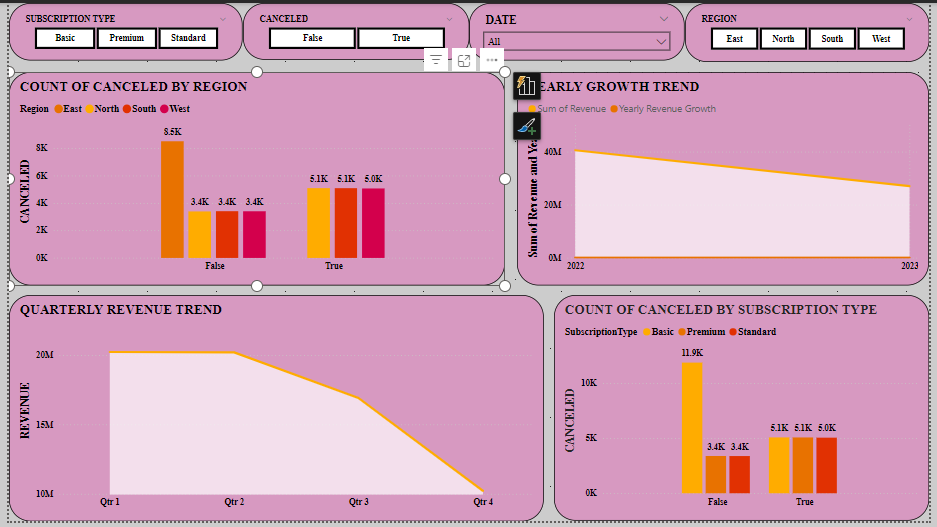 SUBSCRIPTION TYPE
Basic Premium Standard
CANCELED
False True
DATE
All
REGION
East North South West
COUNT OF CANCELED BY REGION
Region East North South West
CANCELED
8K
6K
4K
2K
0K
8.5K
3.4K 3.4K 3.4K
5.1K 5.1K 5.0K
False True
EARLY GROWTH TREND
Sum of Revenue Yearly Revenue Growth
Sum of Revenue and Ye
40M
20M
0M
2022 2023
QUARTERLY REVENUE TREND
REVENUE
20M
15M
10M
Qtr 1 Qtr 2 Qtr 3 Qtr 4
COUNT OF CANCELED BY SUBSCRIPTION TYPE
SubscriptionType Basic Premium Standard
CANCELED
10K
5K
0K
11.9K
3.4K 3.4K
5.1K 5.1K 5.0K
False True